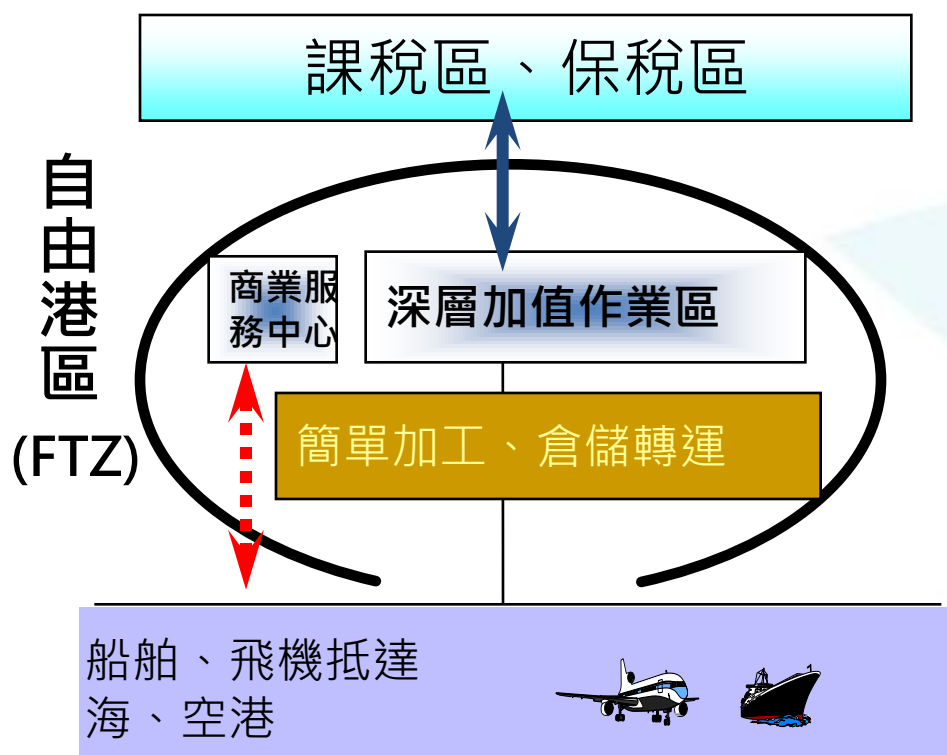 課稅區、保稅區
自由港區
(FTZ)
商業服
務中心
深層加值作業區
簡單加工、倉儲轉運
船舶、飛機抵達
海、空港